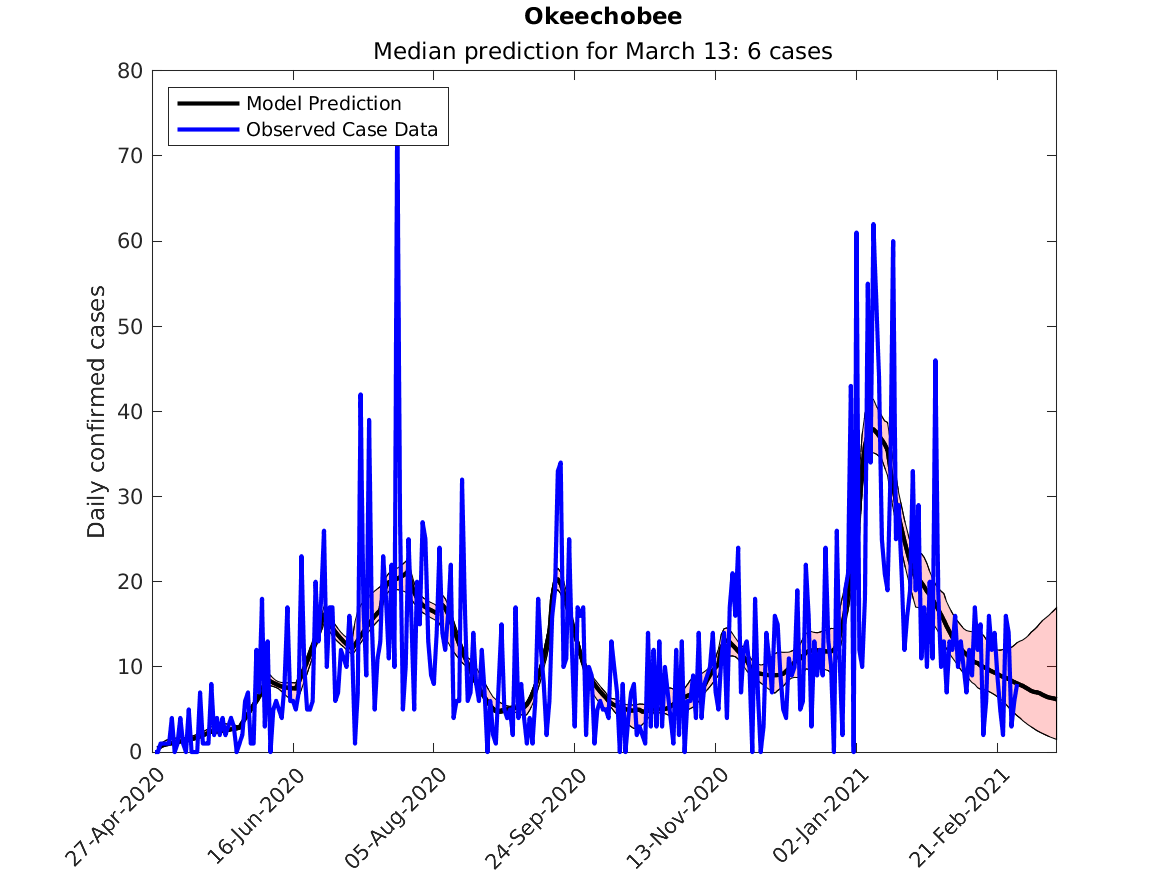 Okeechobee
Median prediction for March 13: 6 cases
Model Prediction
Observed Case Data
Daily confirmed cases
80
70
60
50
40
30
20
10
0
27-Apr-2020
16-Jun-2020
05-Aug-2020
24-Sep-2020
13-Nov-2020
02-Jan-2021
21-Feb-2021